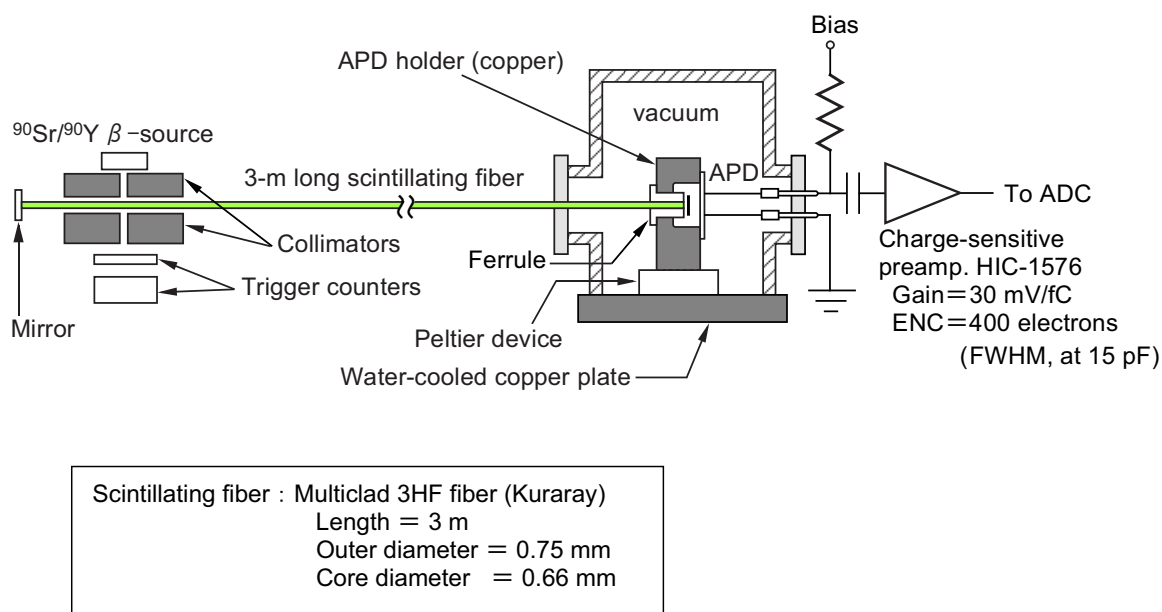 Bias
APD holder (copper)
vacuum
⁹⁰Sr/⁹⁰Y β-source
3-m long scintillating fiber
APD
To ADC
Collimators
Ferrule
Charge-sensitive
preamp. HIC-1576
Gain=30 mV/fC
ENC=400 electrons
(FWHM, at 15 pF)
Trigger counters
Mirror
Peltier device
Water-cooled copper plate
Scintillating fiber : Multiclad 3HF fiber (Kuraray)
Length = 3 m
Outer diameter = 0.75 mm
Core diameter = 0.66 mm